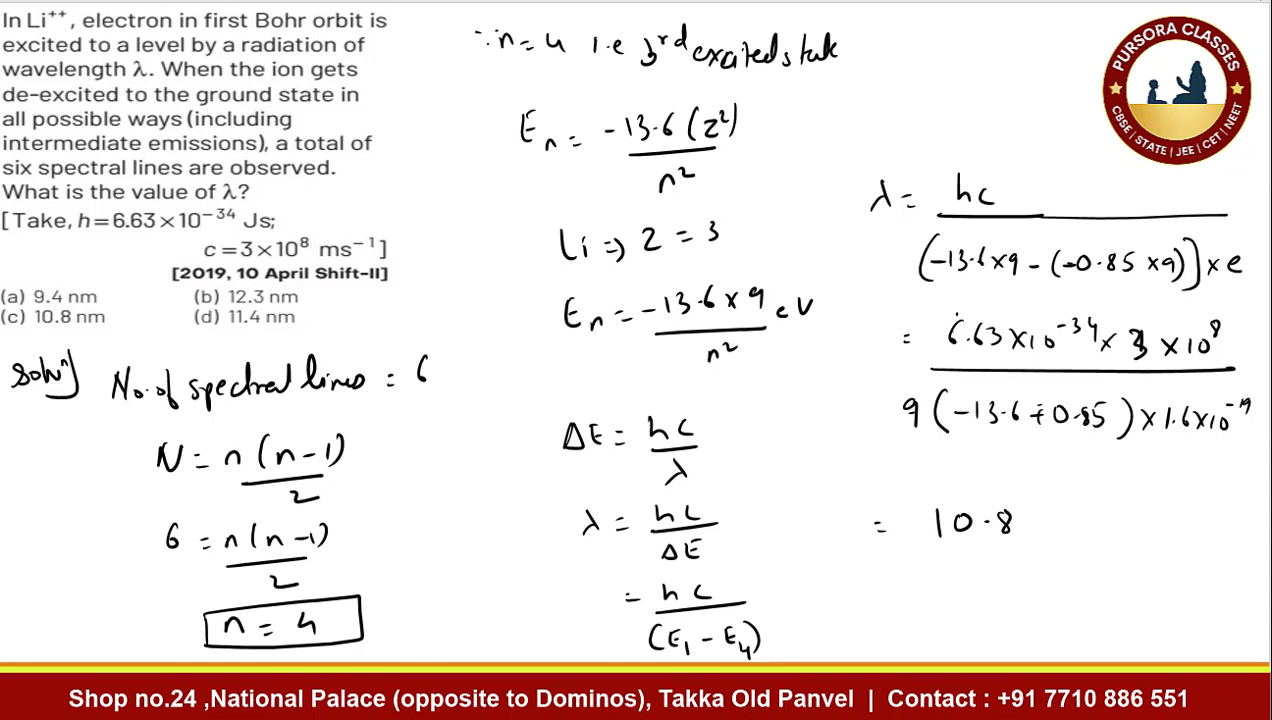 In Li⁺⁺, electron in first Bohr orbit is
excited to a level by a radiation of
wavelength λ. When the ion gets
de-excited to the ground state in
all possible ways (including
intermediate emissions), a total of
six spectral lines are observed.
What is the value of λ?
[Take, h=6.63×10⁻³⁴ Js;
c=3×10⁸ ms⁻¹]
[2019, 10 April Shift-II]
(a) 9.4 nm (b) 12.3 nm
(c) 10.8 nm (d) 11.4 nm
Solnⁿ] No. of spectral lines = 6
N = n(n-1)/2
6 = n(n-1)/2
n = 4
∵ n = 4 i.e 3rd excited state
Eₙ = -13.6(Z²)/n²
Li => Z = 3
Eₙ = -13.6×9/n² eV
ΔE = hc/λ
λ = hc/ΔE
= hc/(E₁ - E₄)
λ = hc/(-13.6×9 - (-0.85×9)]×e
= 6.63×10⁻³⁴×3×10⁸/9(-13.6+0.85)×1.6×10⁻¹⁹
= 10.8
PURSORA CLASSES
CBSE | STATE | JEE | CET | NEET
Shop no.24 ,National Palace (opposite to Dominos), Takka Old Panvel | Contact : +91 7710 886 551